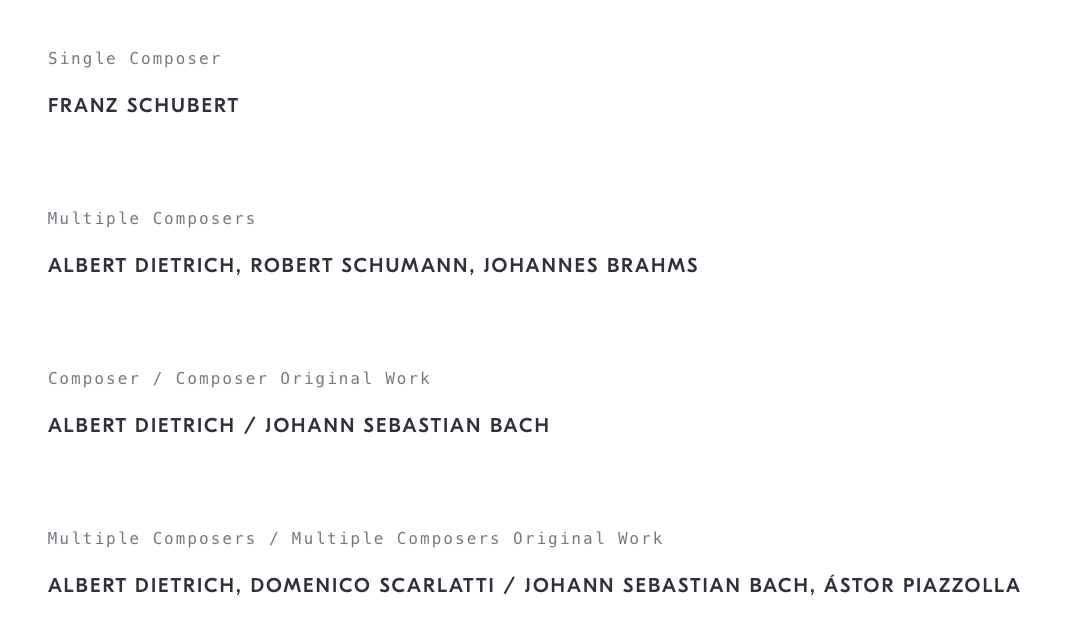 Single Composer
FRANZ SCHUBERT
Multiple Composers
ALBERT DIETRICH, ROBERT SCHUMANN, JOHANNES BRAHMS
Composer / Composer Original Work
ALBERT DIETRICH / JOHANN SEBASTIAN BACH
Multiple Composers / Multiple Composers Original Work
ALBERT DIETRICH, DOMENICO SCARLATTI / JOHANN SEBASTIAN BACH, ÁSTOR PIAZZOLLA